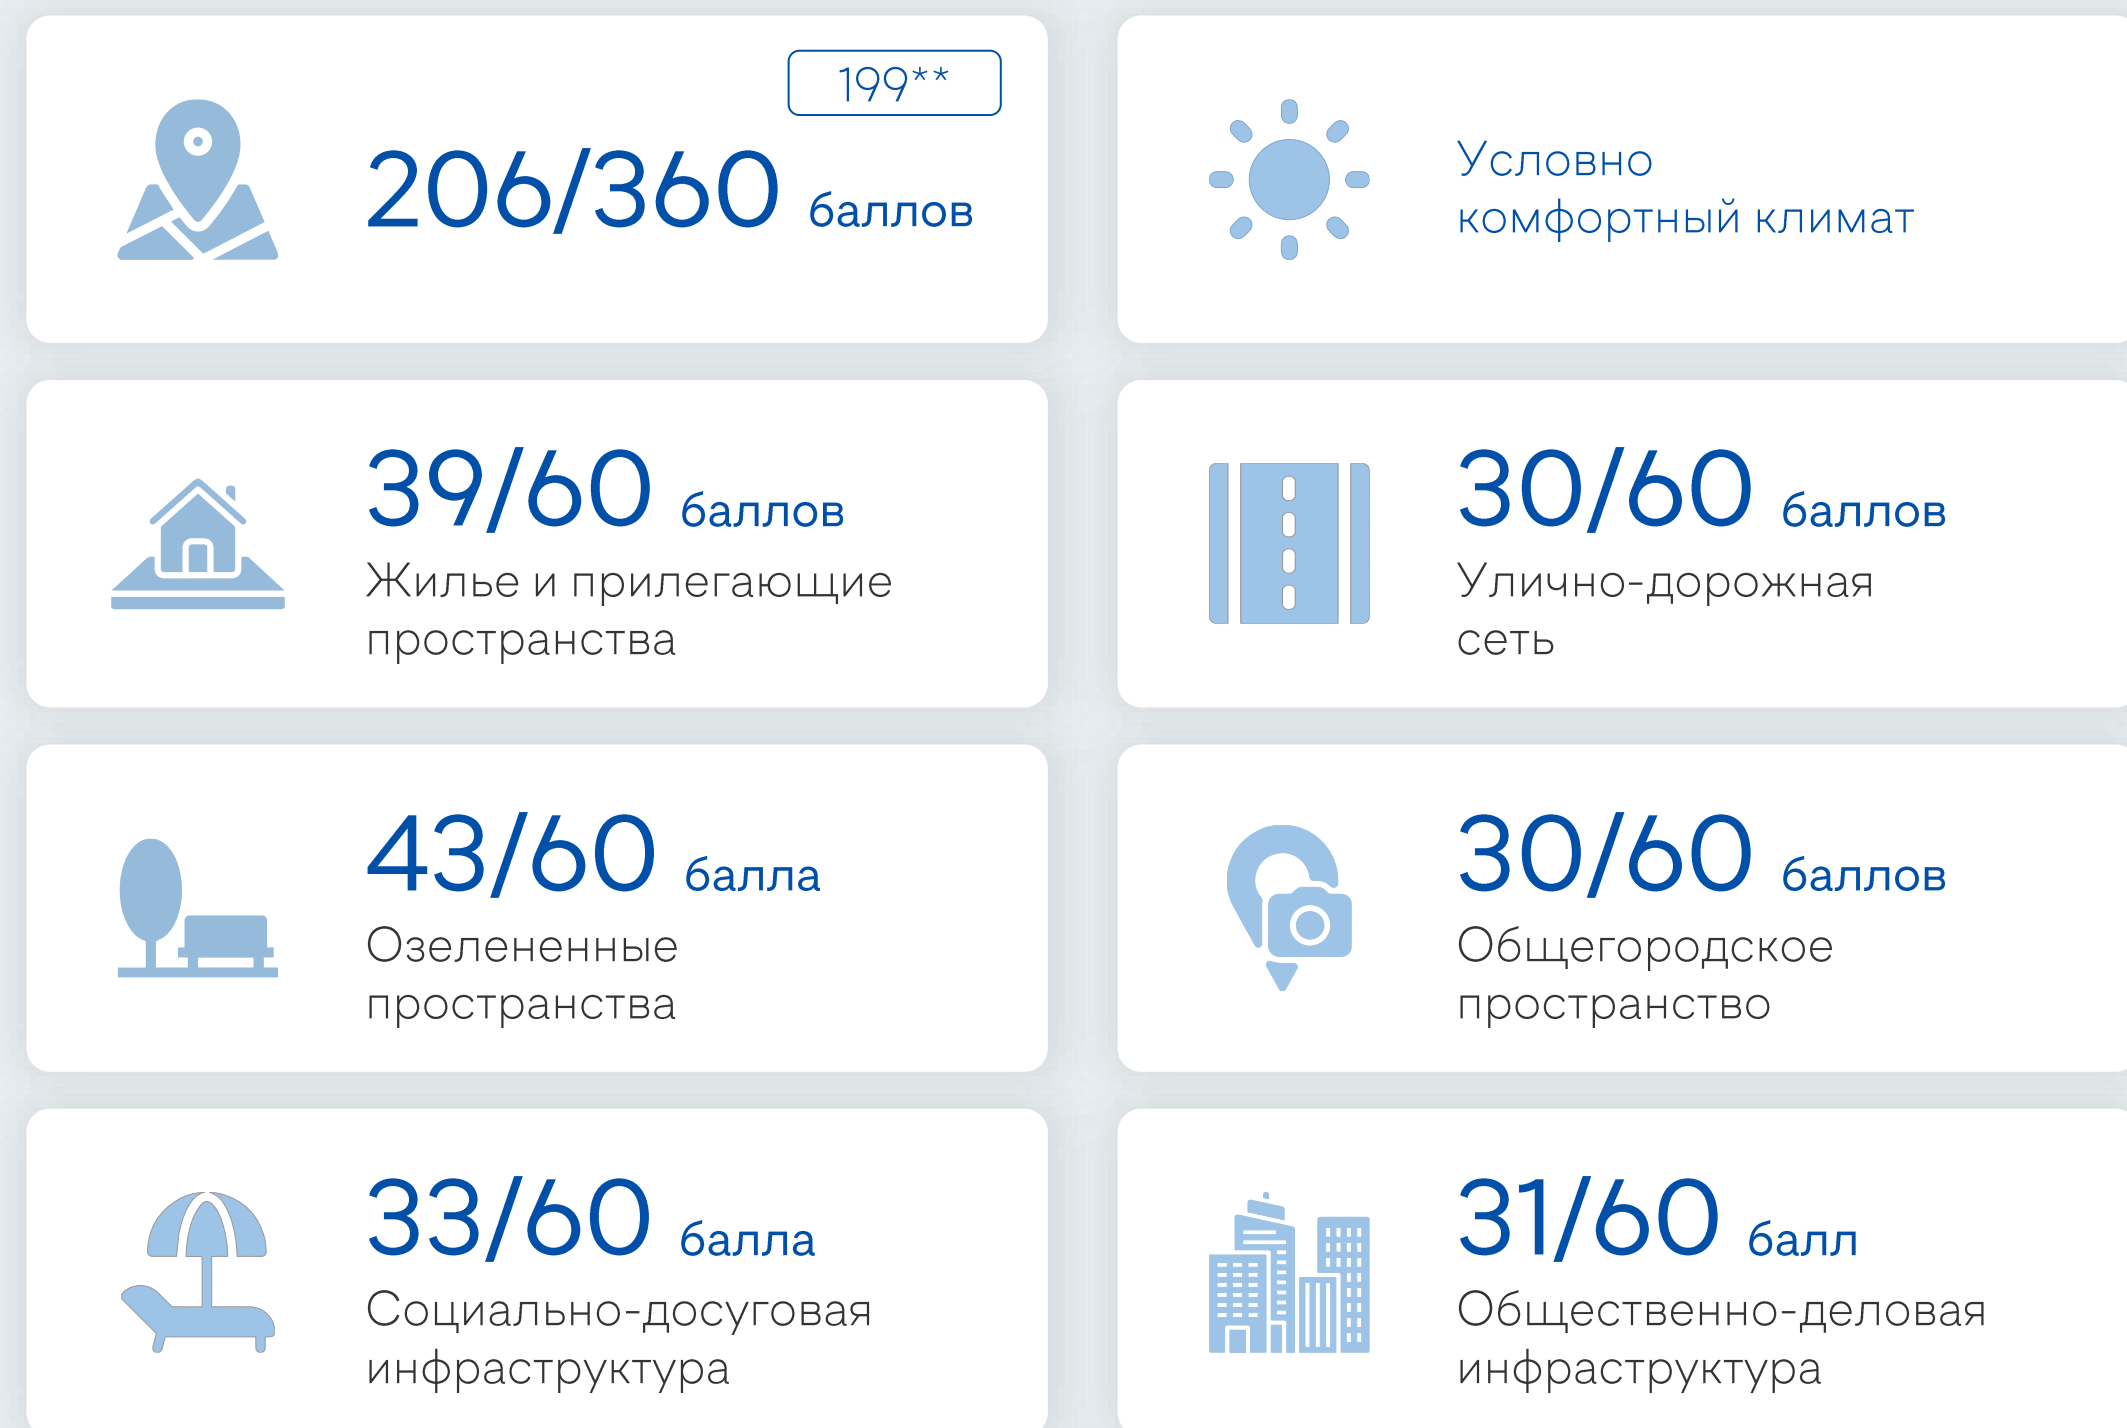 199**
206/360 баллов
Условно
комфортный климат
39/60 баллов
Жилье и прилегающие
пространства
30/60 баллов
Улично-дорожная
сеть
43/60 балла
Озелененные
пространства
30/60 баллов
Общегородское
пространство
33/60 балла
Социально-досуговая
инфраструктура
31/60 балл
Общественно-деловая
инфраструктура